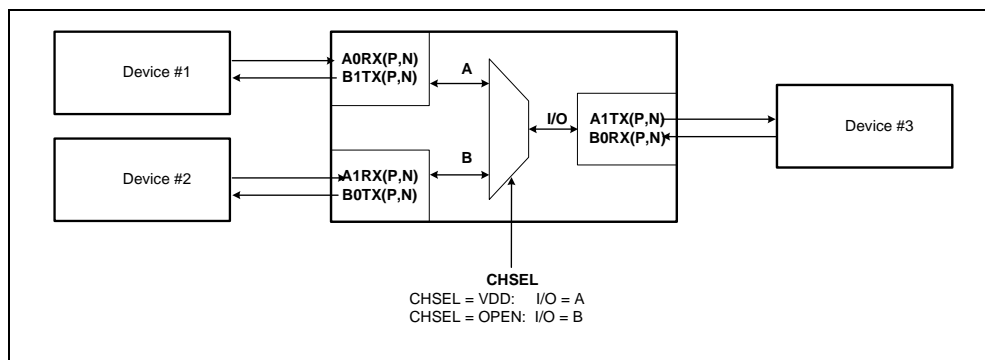 Device #1
A0RX(P,N)
B1TX(P,N)
A
I/O
A1TX(P,N)
B0RX(P,N)
Device #3
Device #2
A1RX(P,N)
B0TX(P,N)
B
CHSEL
CHSEL = VDD: I/O = A
CHSEL = OPEN: I/O = B